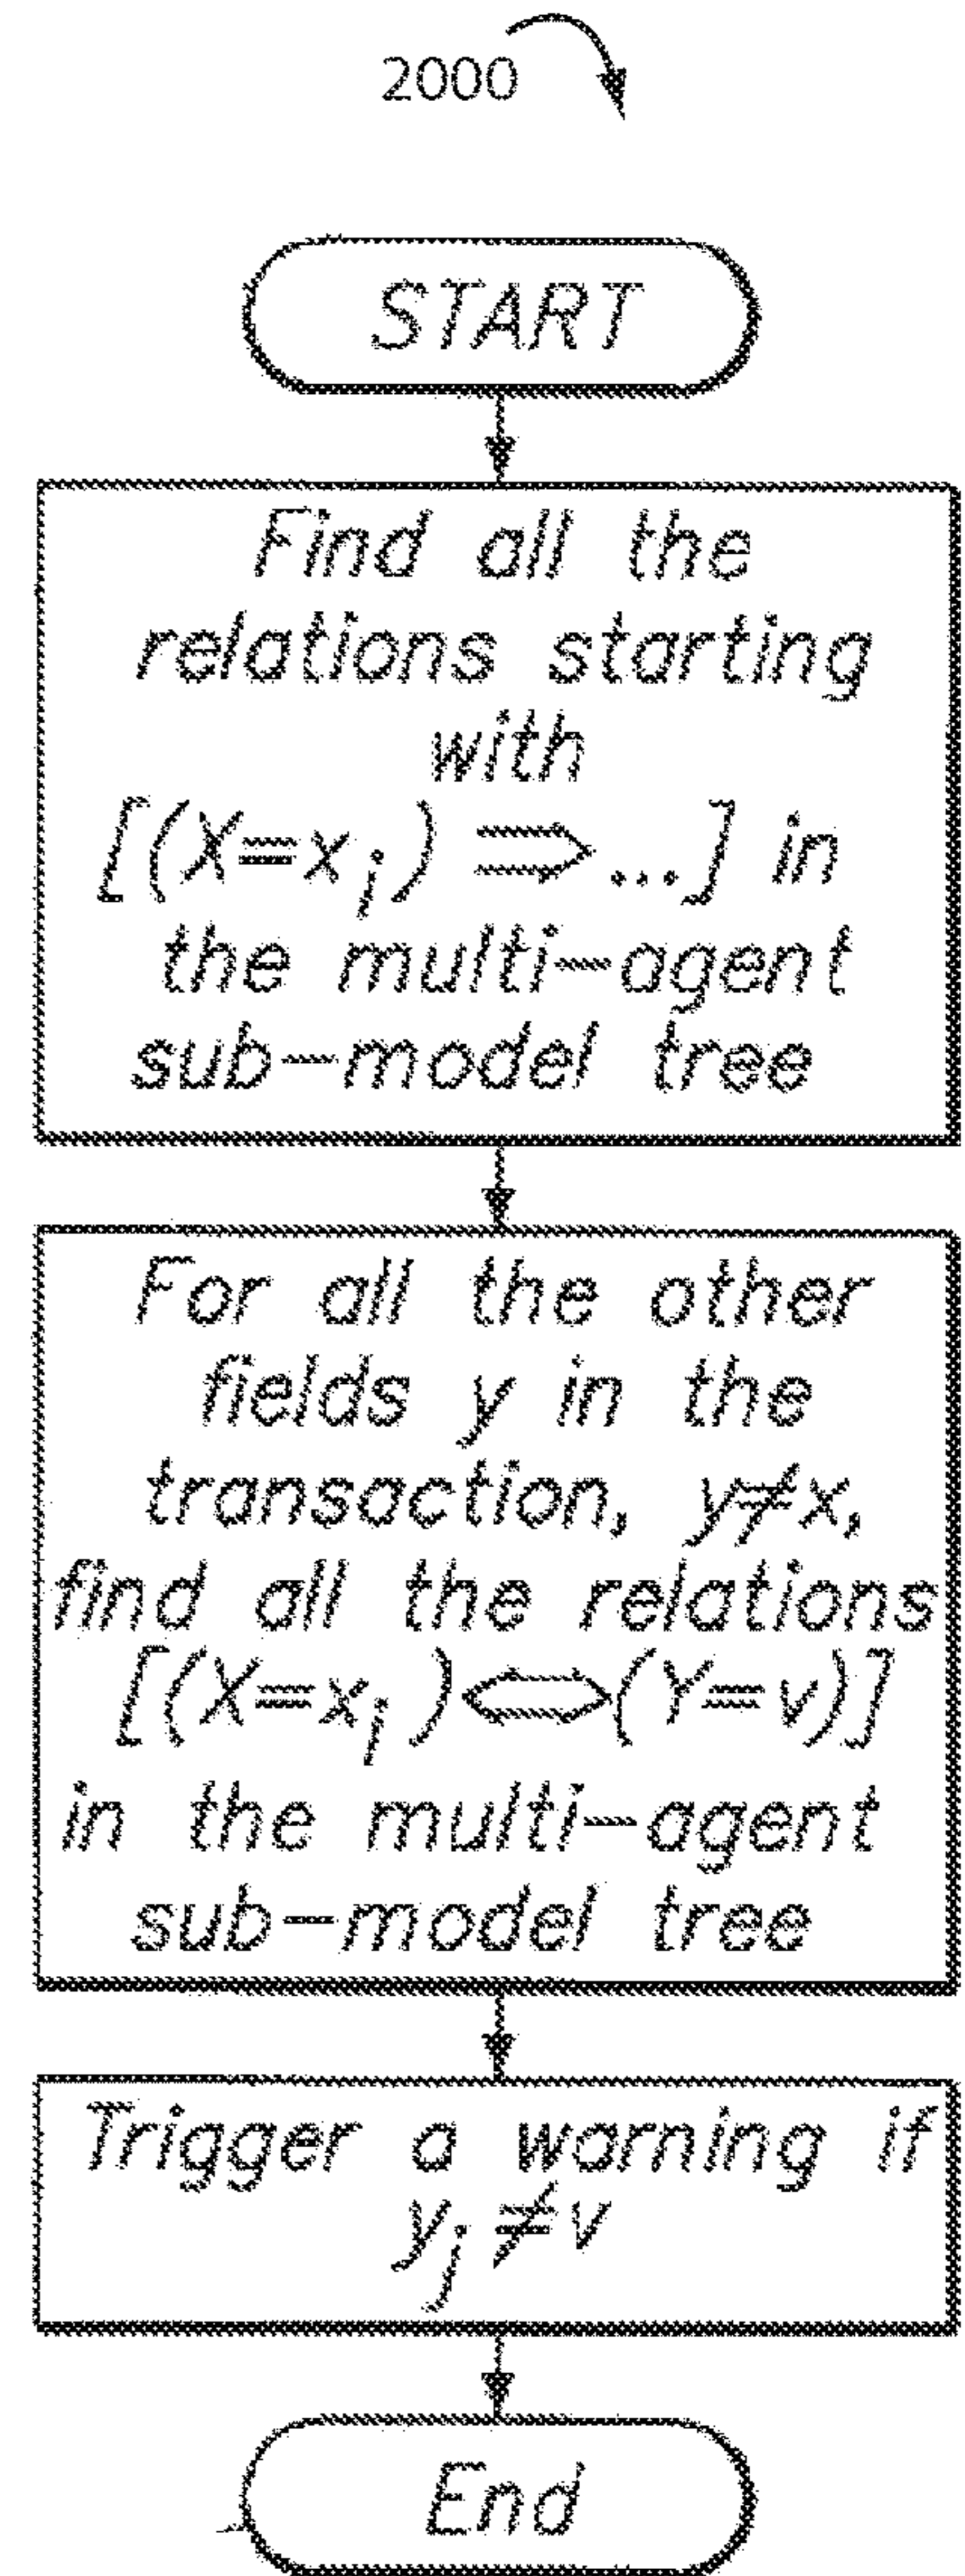 2000
START
Find all the
relations starting
with
[(X=x_i) ⇒...] in
the multi-agent
sub-model tree
For all the other
fields y in the
transaction, y≠x,
find all the relations
[(X=x_i)⇔(Y=v)]
in the multi-agent
sub-model tree
Trigger a warning if
y_j≠v
End